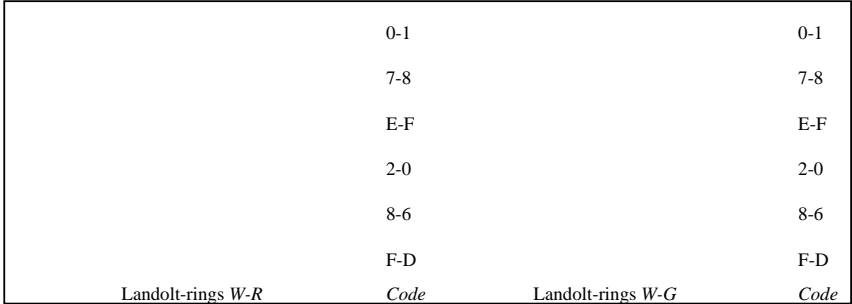 0-1 0-1
7-8 7-8
E-F E-F
2-0 2-0
8-6 8-6
F-D F-D
Landolt-rings W-R Code Landolt-rings W-G Code